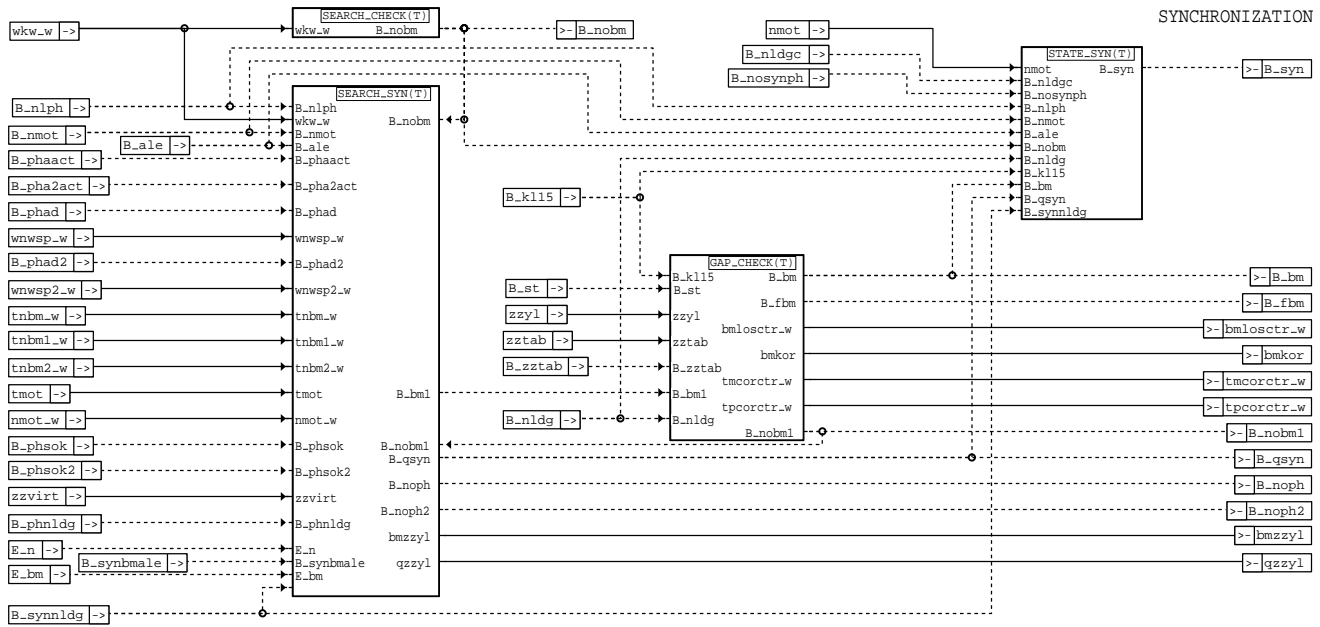 SYNCHRONIZATION
wkw_w ->
SEARCH_CHECK(T)
wkw_w B_nobm
>- B_nobm
nmot ->
B_nldgc ->
B_nosynph ->
STATE_SYN(T)
nmot B_syn
B_nldgc
B_nosynph
B_nlph
B_nmot
B_ale
B_nobm
B_nldg
B_kl15
B_bm
B_qsyn
B_synnldg
>- B_syn
B_nlph ->
B_nmot ->
B_ale ->
B_phaact ->
B_pha2act ->
B_phad ->
wnwsp_w ->
B_phad2 ->
wnwsp2_w ->
tnbm_w ->
tnbm1_w ->
tnbm2_w ->
tmot ->
nmot_w ->
B_phsok ->
B_phsok2 ->
zzvirt ->
B_phnldg ->
E_n ->
B_synbmale ->
E_bm ->
B_synnldg ->
SEARCH_SYN(T)
B_nlph
wkw_w B_nobm
B_nmot
B_ale
B_phaact
B_pha2act
B_phad
wnwsp_w
B_phad2
wnwsp2_w
tnbm_w
tnbm1_w
tnbm2_w
tmot B_bm1
nmot_w
B_phsok B_nobm1
B_qsyn
B_phsok2
B_noph
zzvirt
B_noph2
B_phnldg
bmzzyl
E_n
B_synbmale qzzyl
E_bm
B_kl15 ->
B_st ->
zzyl ->
zztab ->
B_zztab ->
B_nldg ->
GAP_CHECK(T)
B_kl15 B_bm
B_st
B_fbm
zzyl
bmlosctr_w
zztab
bmkor
B_zztab
tmcorctr_w
B_bm1
tpcorctr_w
B_nldg
B_nobm1
>- B_bm
>- B_fbm
>- bmlosctr_w
>- bmkor
>- tmcorctr_w
>- tpcorctr_w
>- B_nobm1
>- B_qsyn
>- B_noph
>- B_noph2
>- bmzzyl
>- qzzyl